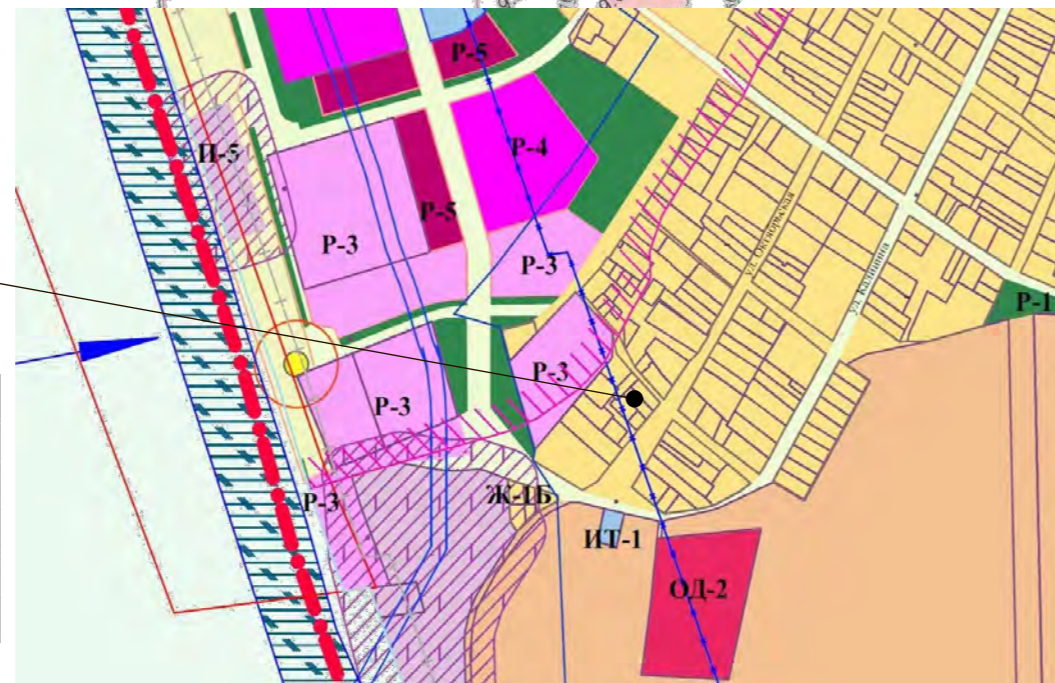 Р-5
П-5
Р-4
Р-5
Р-3
Р-3
ул. Октябрьская
ул. Калинина
Р-1
Р-3
Р-3
Р-3
Ж-1Б
ИТ-1
ОД-2